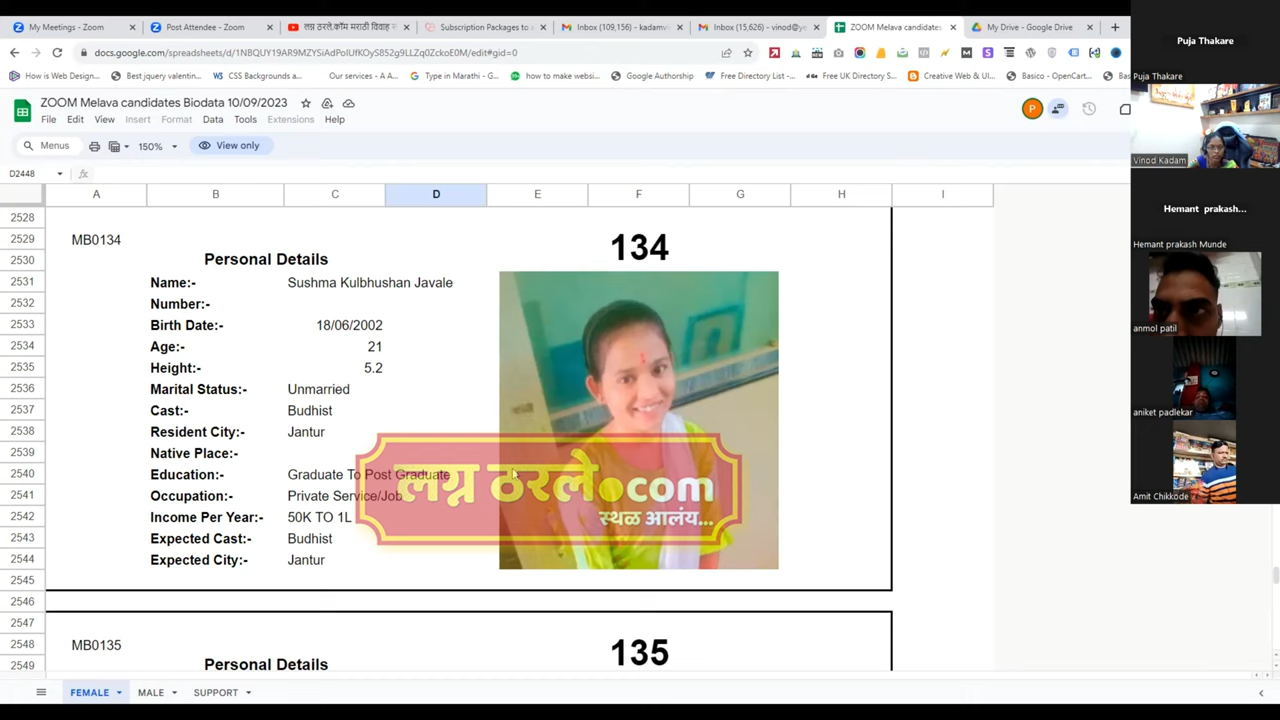 My Meetings - Zoom
Post Attendee - Zoom
लग्न ठरले.कॉम मराठी विवाह स
Subscription Packages to v
Inbox (109,156) - kadamvi
Inbox (15,626) - vinod@ye
ZOOM Melava candidates
My Drive - Google Drive
docs.google.com/spreadsheets/d/1NBQUY19AR9MZYSiAdPoIUfKOyS852g9LLZq0ZckoE0M/edit#gid=0
How is Web Design...
Best jquery valentin...
CSS Backgrounds a...
Our services - A A...
Type in Marathi - G...
how to make websi...
Google Authorship
Free Directory List -...
Free UK Directory S...
Creative Web & UI...
Basico - OpenCart...
Bas
ZOOM Melava candidates Biodata 10/09/2023
P
File Edit View Insert Format Data Tools Extensions Help
Menus
150%
View only
D2448
fx
A B C D E F G H I
2528
2529 MB0134
134
2530 Personal Details
2531 Name:- Sushma Kulbhushan Javale
2532 Number:-
2533 Birth Date:- 18/06/2002
2534 Age:- 21
2535 Height:- 5.2
2536 Marital Status:- Unmarried
2537 Cast:- Budhist
2538 Resident City:- Jantur
2539 Native Place:-
2540 Education:- Graduate To Post Graduate
2541 Occupation:- Private Service/Job
2542 Income Per Year:- 50K TO 1L
2543 Expected Cast:- Budhist
2544 Expected City:- Jantur
2545
2546
2547
2548 MB0135
135
2549 Personal Details
लग्न ठरले.com
स्थळ आलंय...
FEMALE
MALE
SUPPORT
Puja Thakare
Puja Thakare
Vinod Kadam
Hemant prakash...
Hemant prakash Munde
anmol patil
aniket padlekar
Amit Chikkode